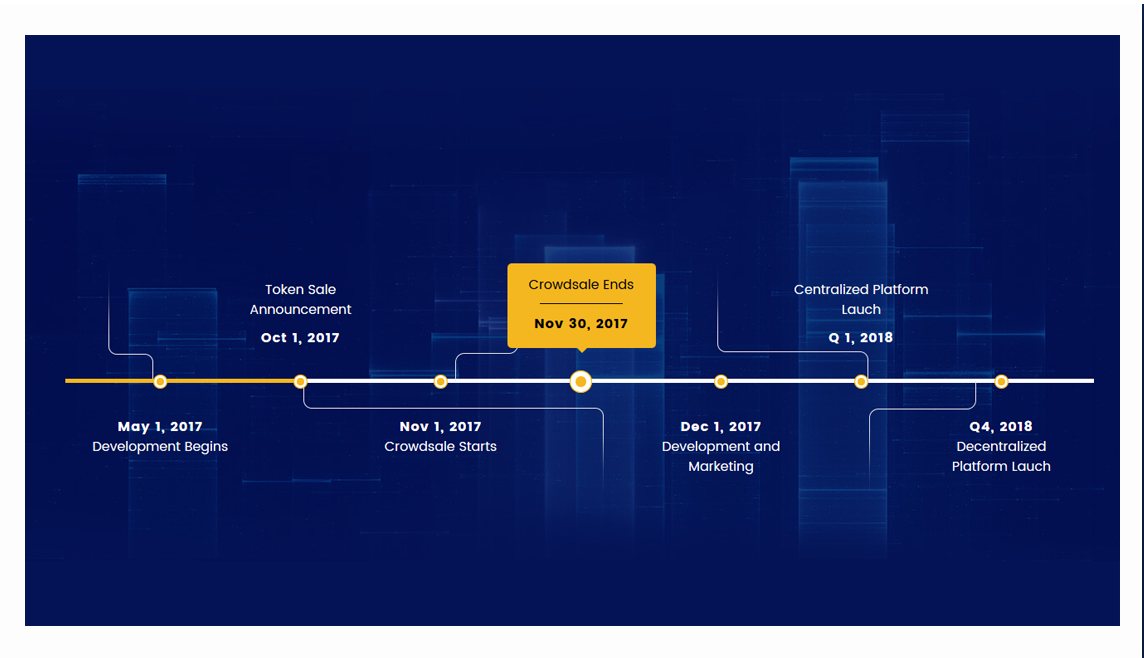 Token Sale
Announcement
Oct 1, 2017
Crowdsale Ends
Nov 30, 2017
Centralized Platform
Lauch
Q 1, 2018
May 1, 2017
Development Begins
Nov 1, 2017
Crowdsale Starts
Dec 1, 2017
Development and
Marketing
Q4, 2018
Decentralized
Platform Lauch